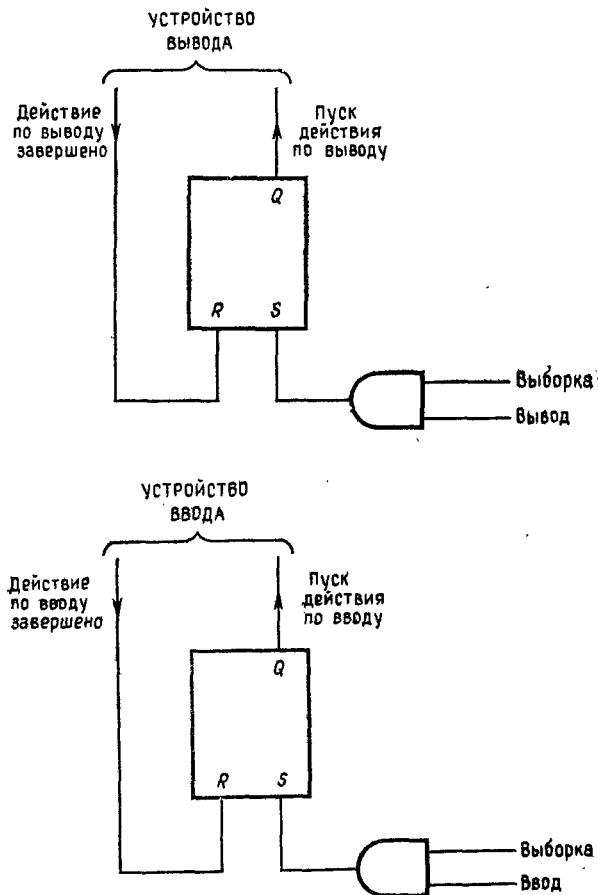 УСТРОЙСТВО
ВЫВОДА
Действие
по выводу
завершено
Пуск
действия
по выводу
Q
R S
Выборка
Вывод
УСТРОЙСТВО
ВВОДА
Действие
по вводу
завершено
Пуск
действия
по вводу
Q
R S
Выборка
Ввод